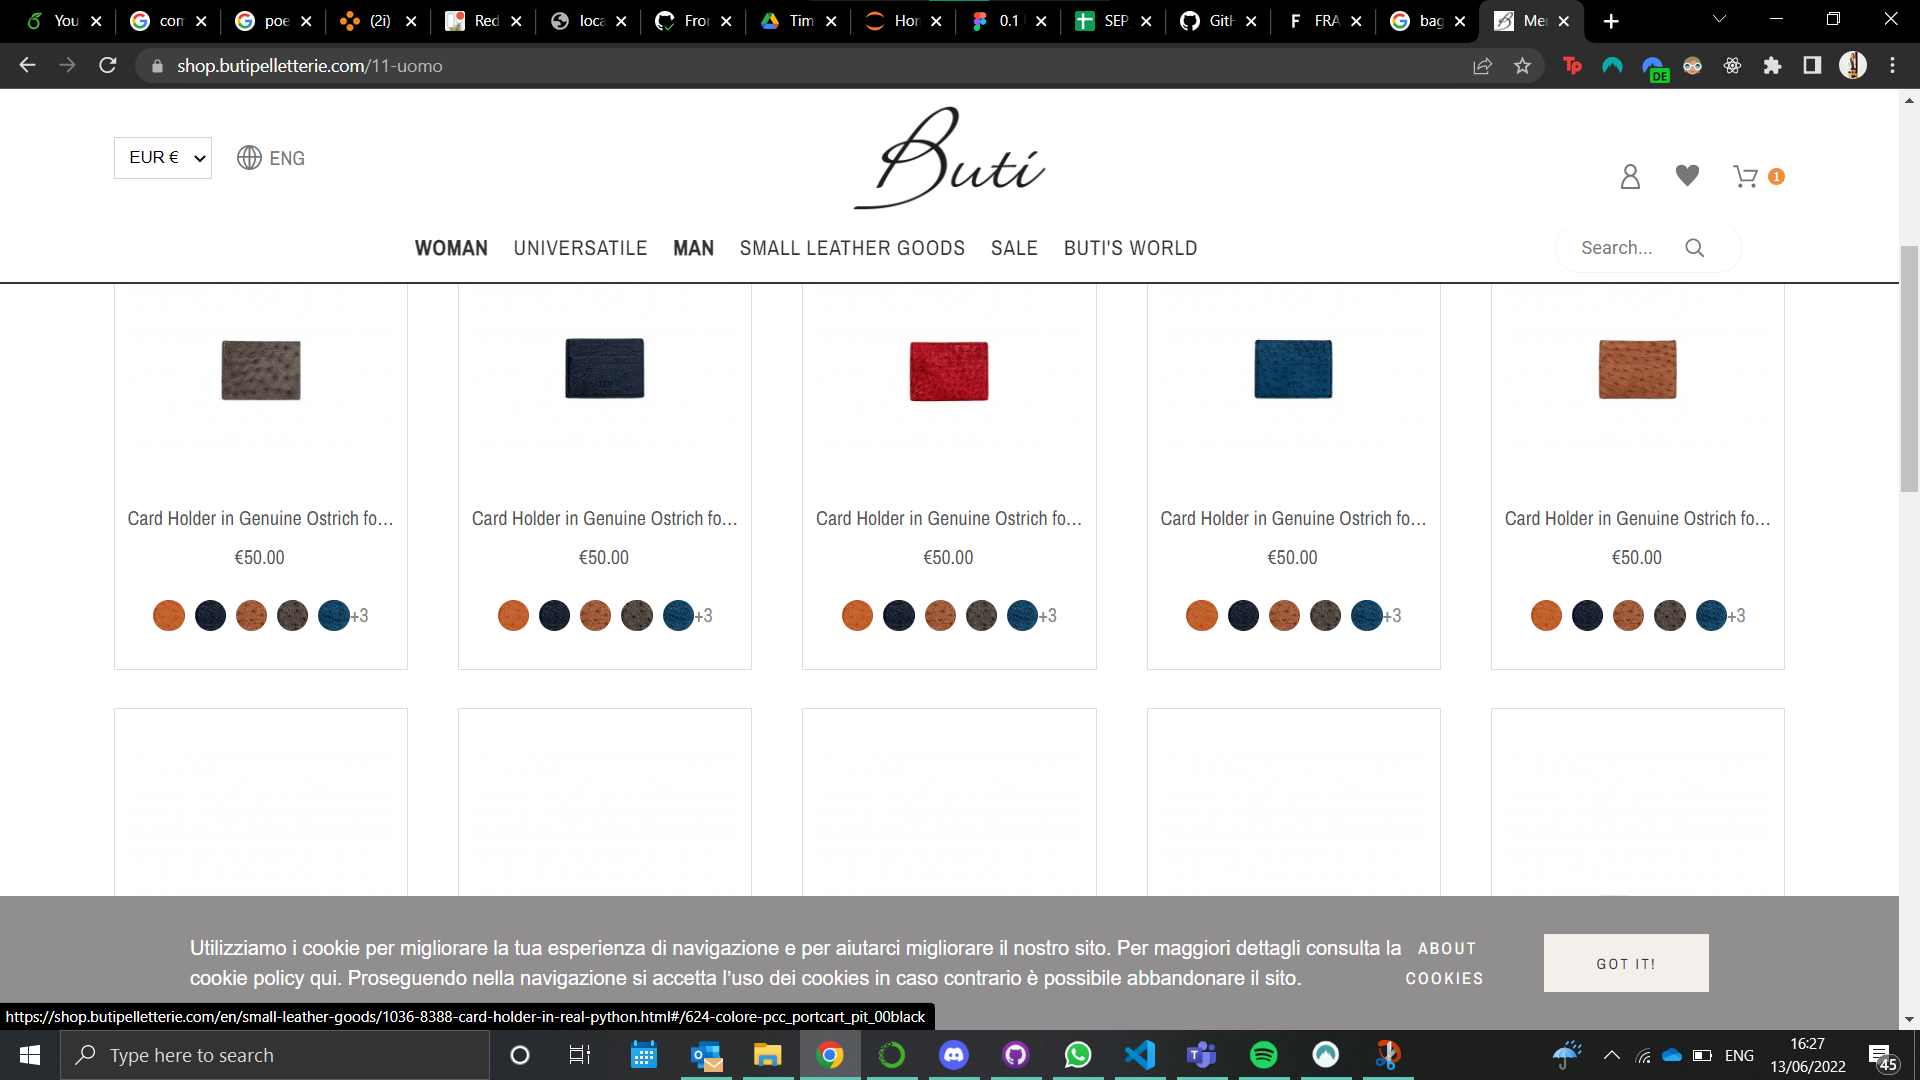 You
con
poe
(2i)
Red
loca
Fror
Tim
Hor
0.1
SEP
GitH
FRA
bag
Mer
shop.butipelletterie.com/11-uomo
Tp
DE
EUR €
ENG
Buti
1
WOMAN UNIVERSATILE MAN SMALL LEATHER GOODS SALE BUTI'S WORLD
Search...
Card Holder in Genuine Ostrich fo...
€50.00
+3
Card Holder in Genuine Ostrich fo...
€50.00
+3
Card Holder in Genuine Ostrich fo...
€50.00
+3
Card Holder in Genuine Ostrich fo...
€50.00
+3
Card Holder in Genuine Ostrich fo...
€50.00
+3
Utilizziamo i cookie per migliorare la tua esperienza di navigazione e per aiutarci migliorare il nostro sito. Per maggiori dettagli consulta la
cookie policy qui. Proseguendo nella navigazione si accetta l'uso dei cookies in caso contrario è possibile abbandonare il sito.
ABOUT
COOKIES
GOT IT!
https://shop.butipelletterie.com/en/small-leather-goods/1036-8388-card-holder-in-real-python.html#/624-colore-pcc_portcart_pit_00black
Type here to search
ENG
16:27
13/06/2022
45